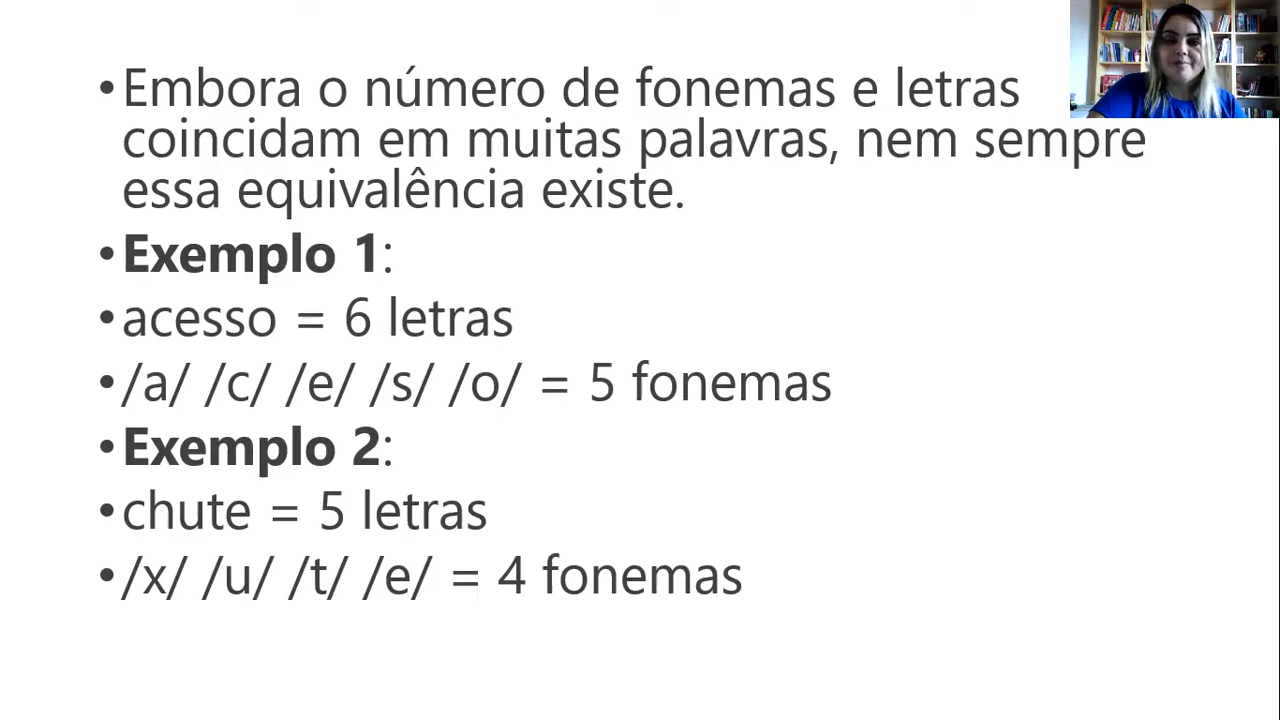 •Embora o número de fonemas e letras
coincidam em muitas palavras, nem sempre
essa equivalência existe.
•Exemplo 1:
•acesso = 6 letras
•/a/ /c/ /e/ /s/ /o/ = 5 fonemas
•Exemplo 2:
•chute = 5 letras
•/x/ /u/ /t/ /e/ = 4 fonemas